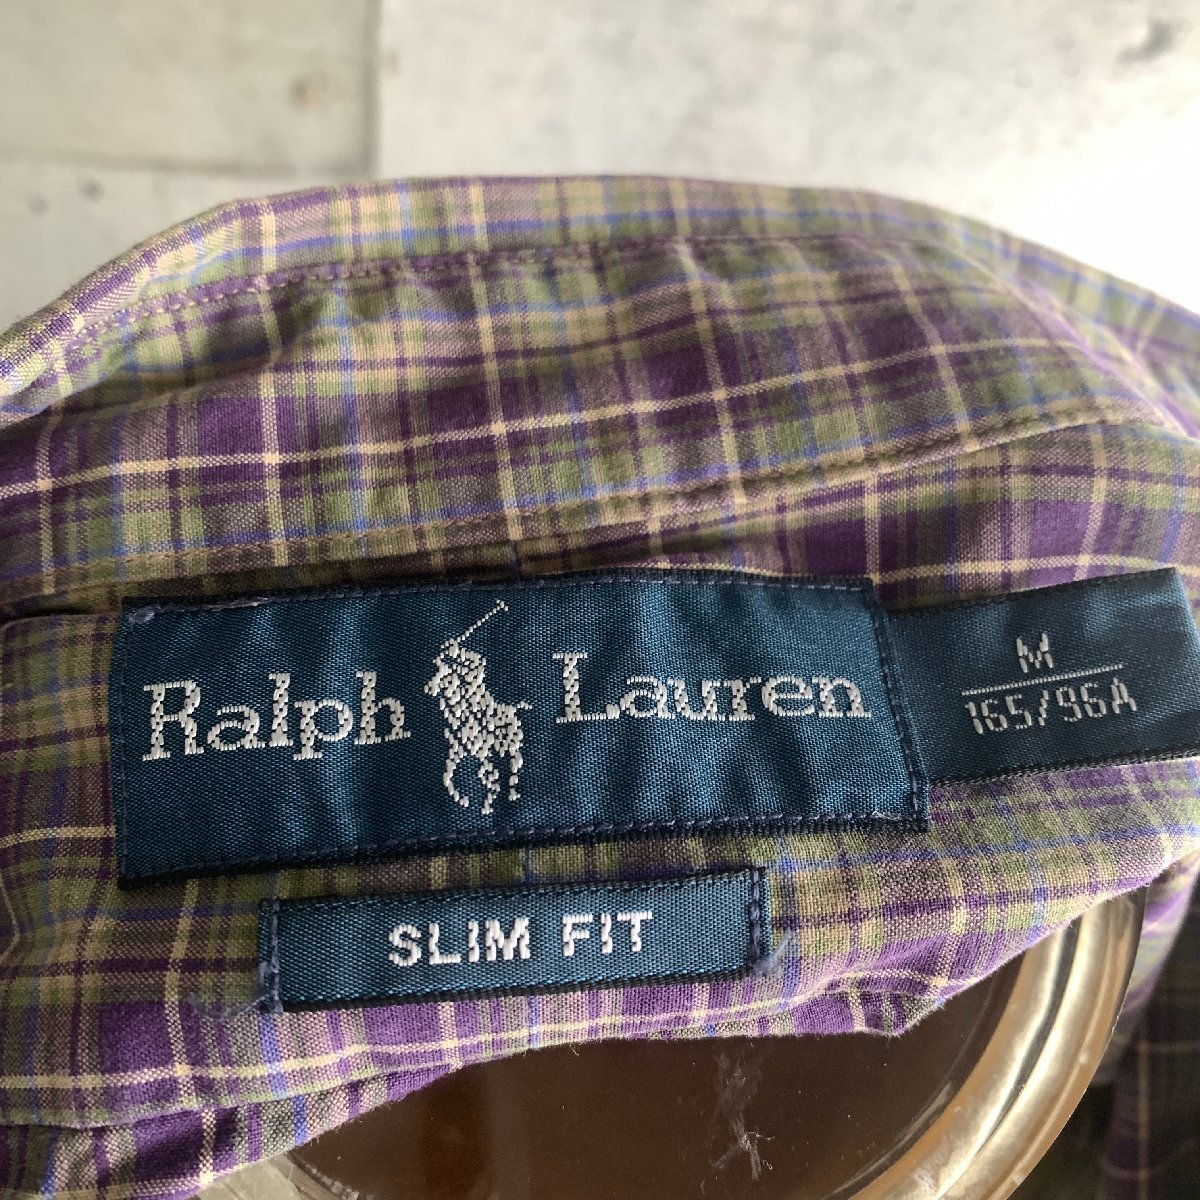 Ralph Lauren
M
165/96A
SLIM FIT